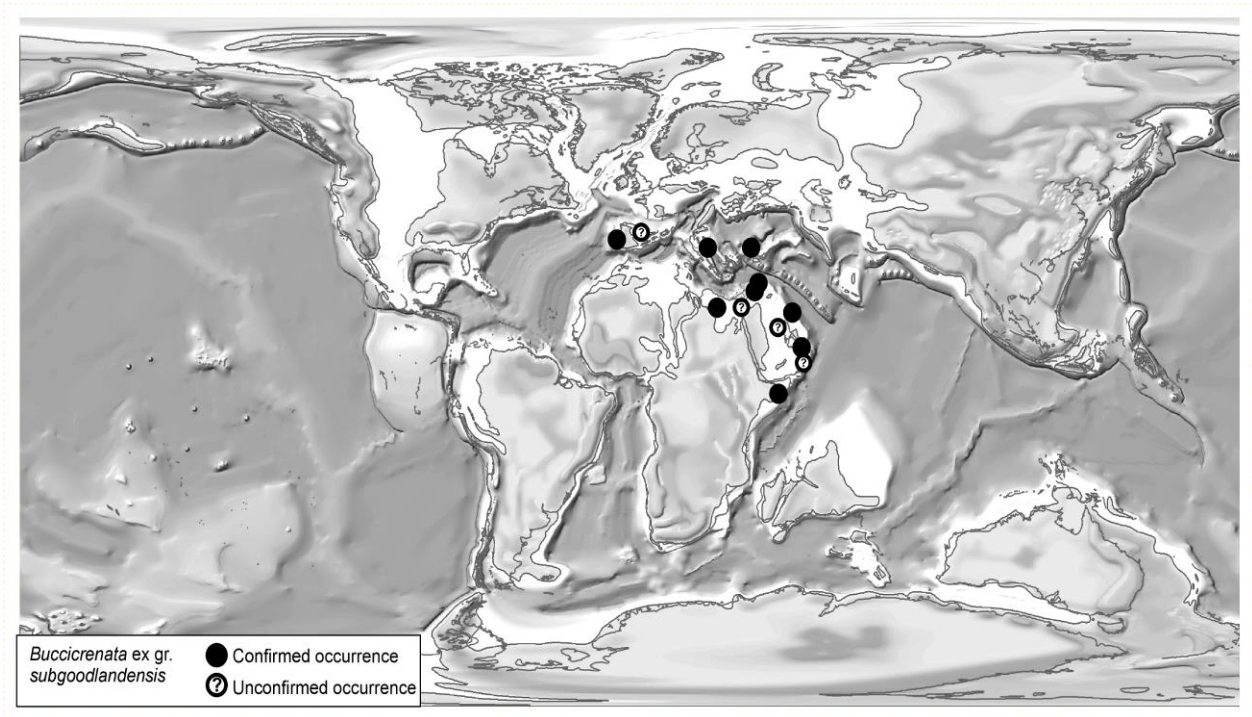 Buccicrenata ex gr.
subgoodlandensis
Confirmed occurrence
? Unconfirmed occurrence
?
?
?
?